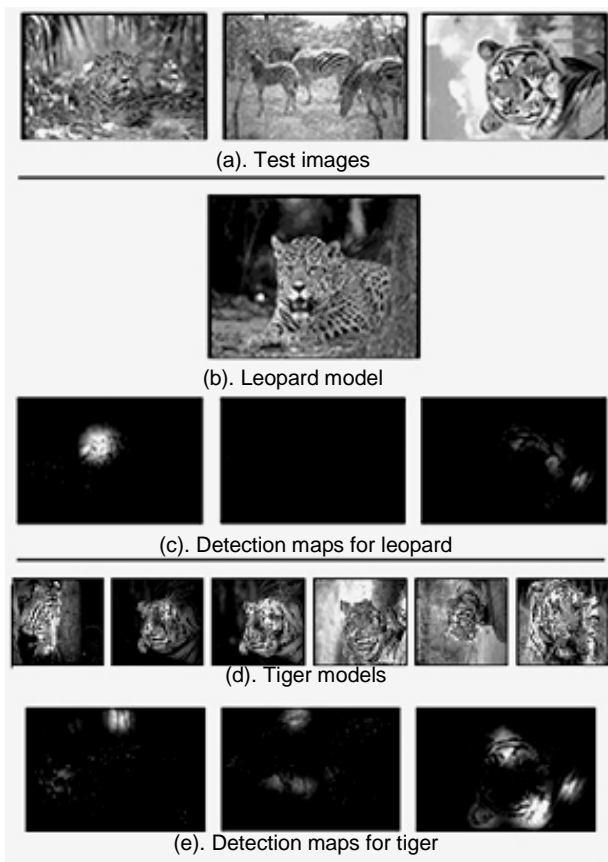 (a). Test images
(b). Leopard model
(c). Detection maps for leopard
(d). Tiger models
(e). Detection maps for tiger